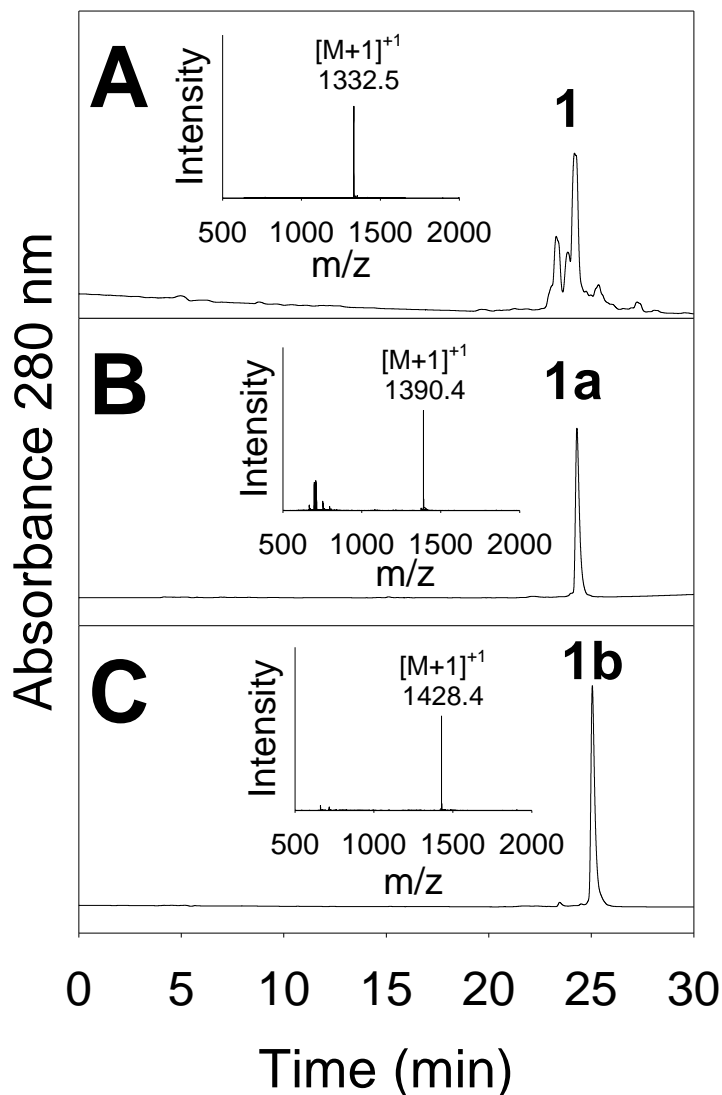 Absorbance 280 nm
A
[M+1]+1
1332.5
Intensity
500 1000 1500 2000
m/z
1
B
[M+1]+1
1390.4
Intensity
500 1000 1500 2000
m/z
1a
C
[M+1]+1
1428.4
Intensity
500 1000 1500 2000
m/z
1b
0 5 10 15 20 25 30
Time (min)